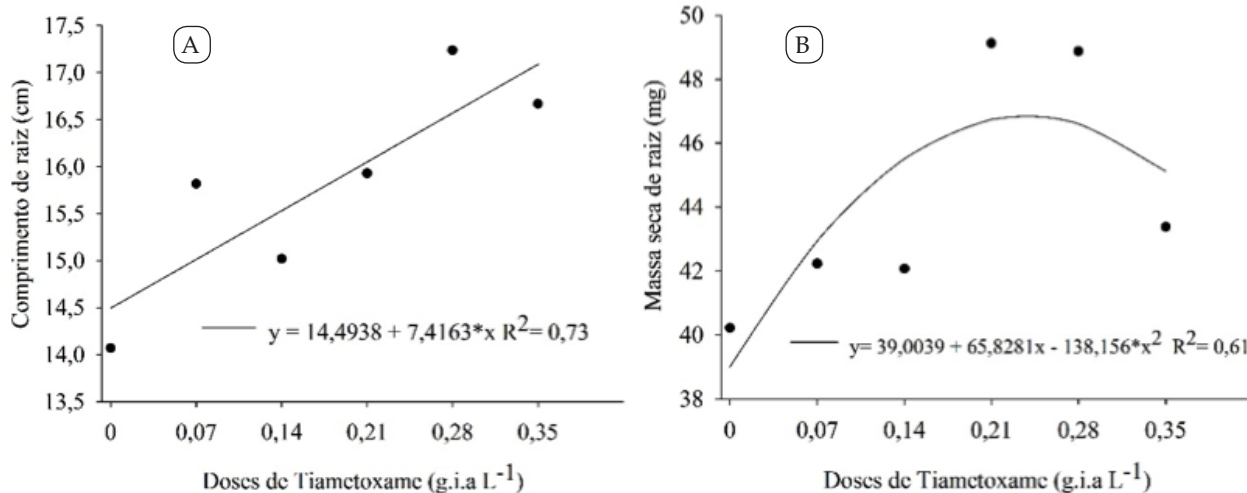 A
Comprimento de raiz (cm)
17,5
17,0
16,5
16,0
15,5
15,0
14,5
14,0
13,5
y = 14,4938 + 7,4163*x R²= 0,73
0 0,07 0,14 0,21 0,28 0,35
Doses de Tiametoxame (g.i.a L⁻¹)
B
Massa seca de raiz (mg)
50
48
46
44
42
40
38
y= 39,0039 + 65,8281x - 138,156*x² R²= 0,61
0 0,07 0,14 0,21 0,28 0,35
Doses de Tiametoxame (g.i.a L⁻¹)